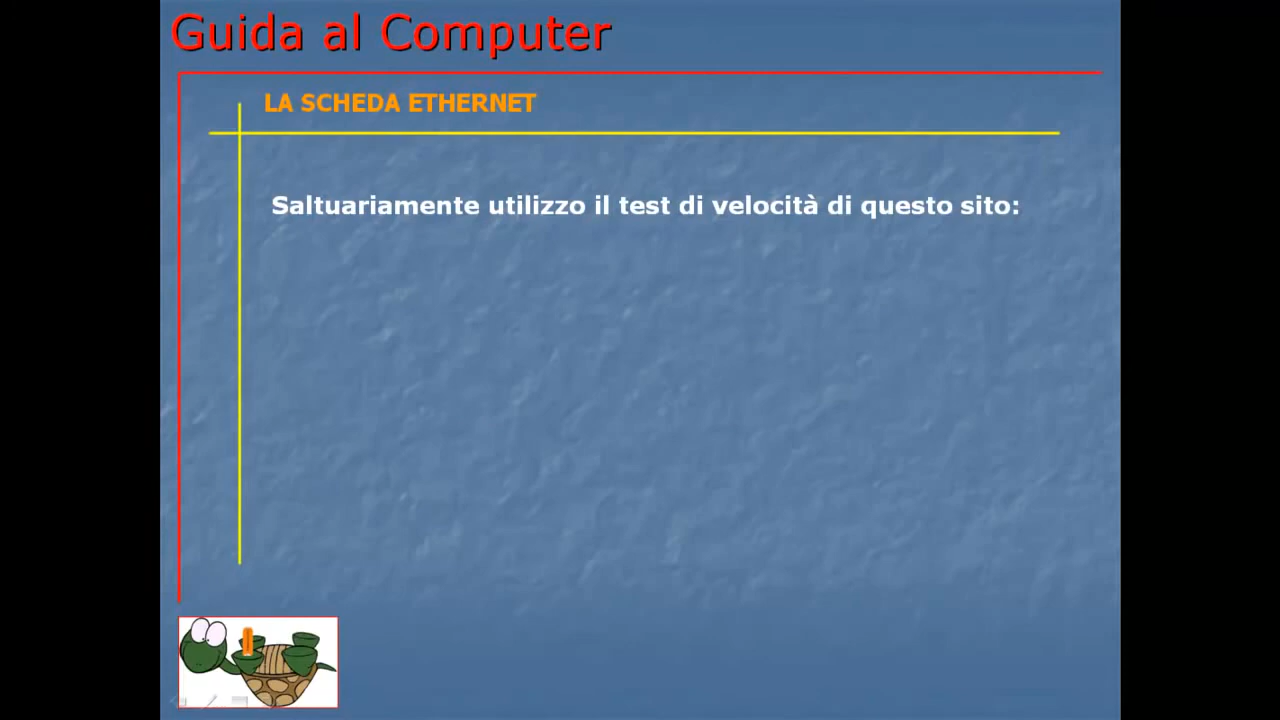 Guida al Computer
LA SCHEDA ETHERNET
Saltuariamente utilizzo il test di velocità di questo sito: